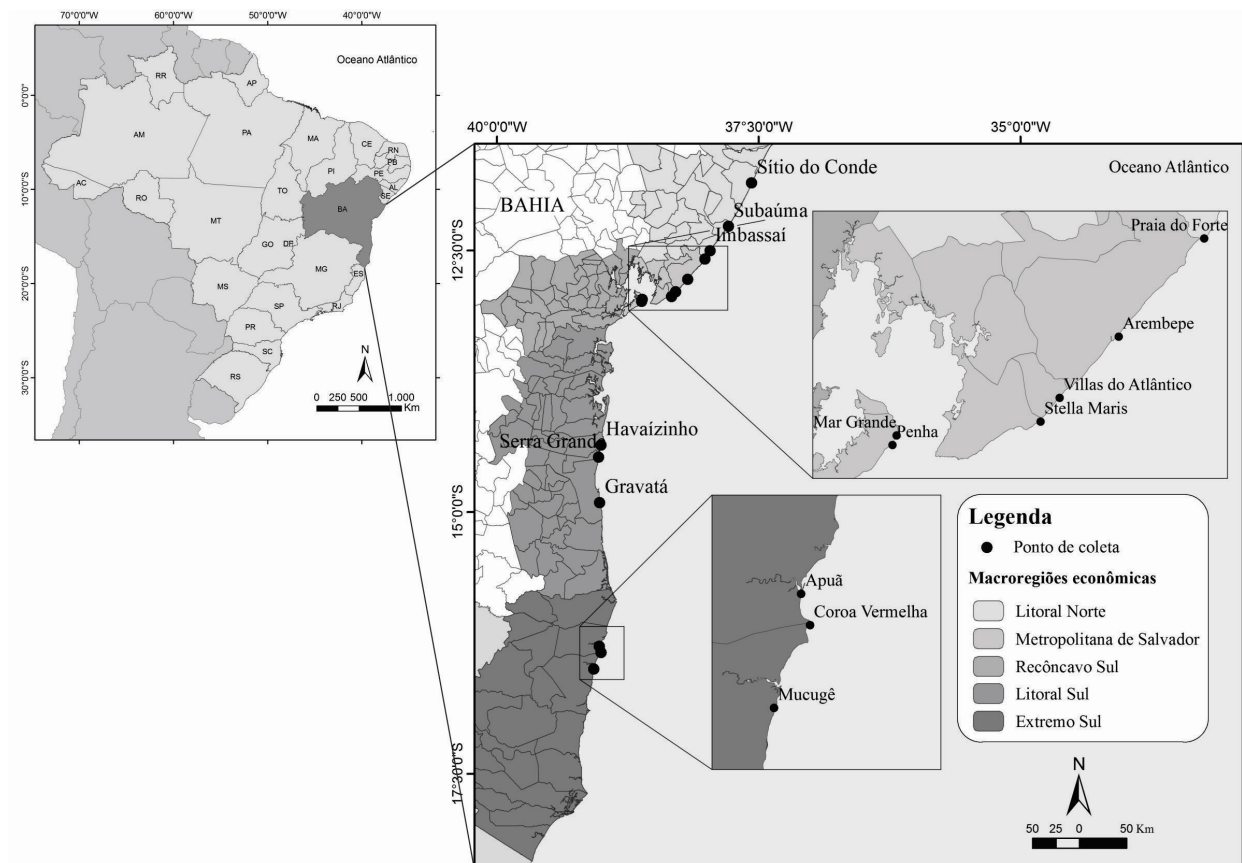 70°0'0"W 60°0'0"W 50°0'0"W 40°0'0"W
Oceano Atlântico
RR
AP
0°0'0"
AM
PA
MA
CE
RN
PB
PI
PE
AL
SE
AC
TO
10°0'0"S
RO
BA
MT
GO
DF
MG
ES
MS
20°0'0"S
SP
RJ
PR
SC
RS
30°0'0"S
N
0 250 500 1.000
Km
40°0'0"W 37°30'0"W 35°0'0"W
Sítio do Conde
Oceano Atlântico
BAHIA
Subaúma
Imbassaí
12°30'0"S
Havaízinho
Serra Grand
Gravatá
15°0'0"S
17°30'0"S
Praia do Forte
Arembepe
Villas do Atlântico
Stella Maris
Mar Grande
Penha
Apuã
Coroa Vermelha
Mucugê
Legenda
Ponto de coleta
Macroregiões econômicas
Litoral Norte
Metropolitana de Salvador
Recôncavo Sul
Litoral Sul
Extremo Sul
N
50 25 0 50 Km